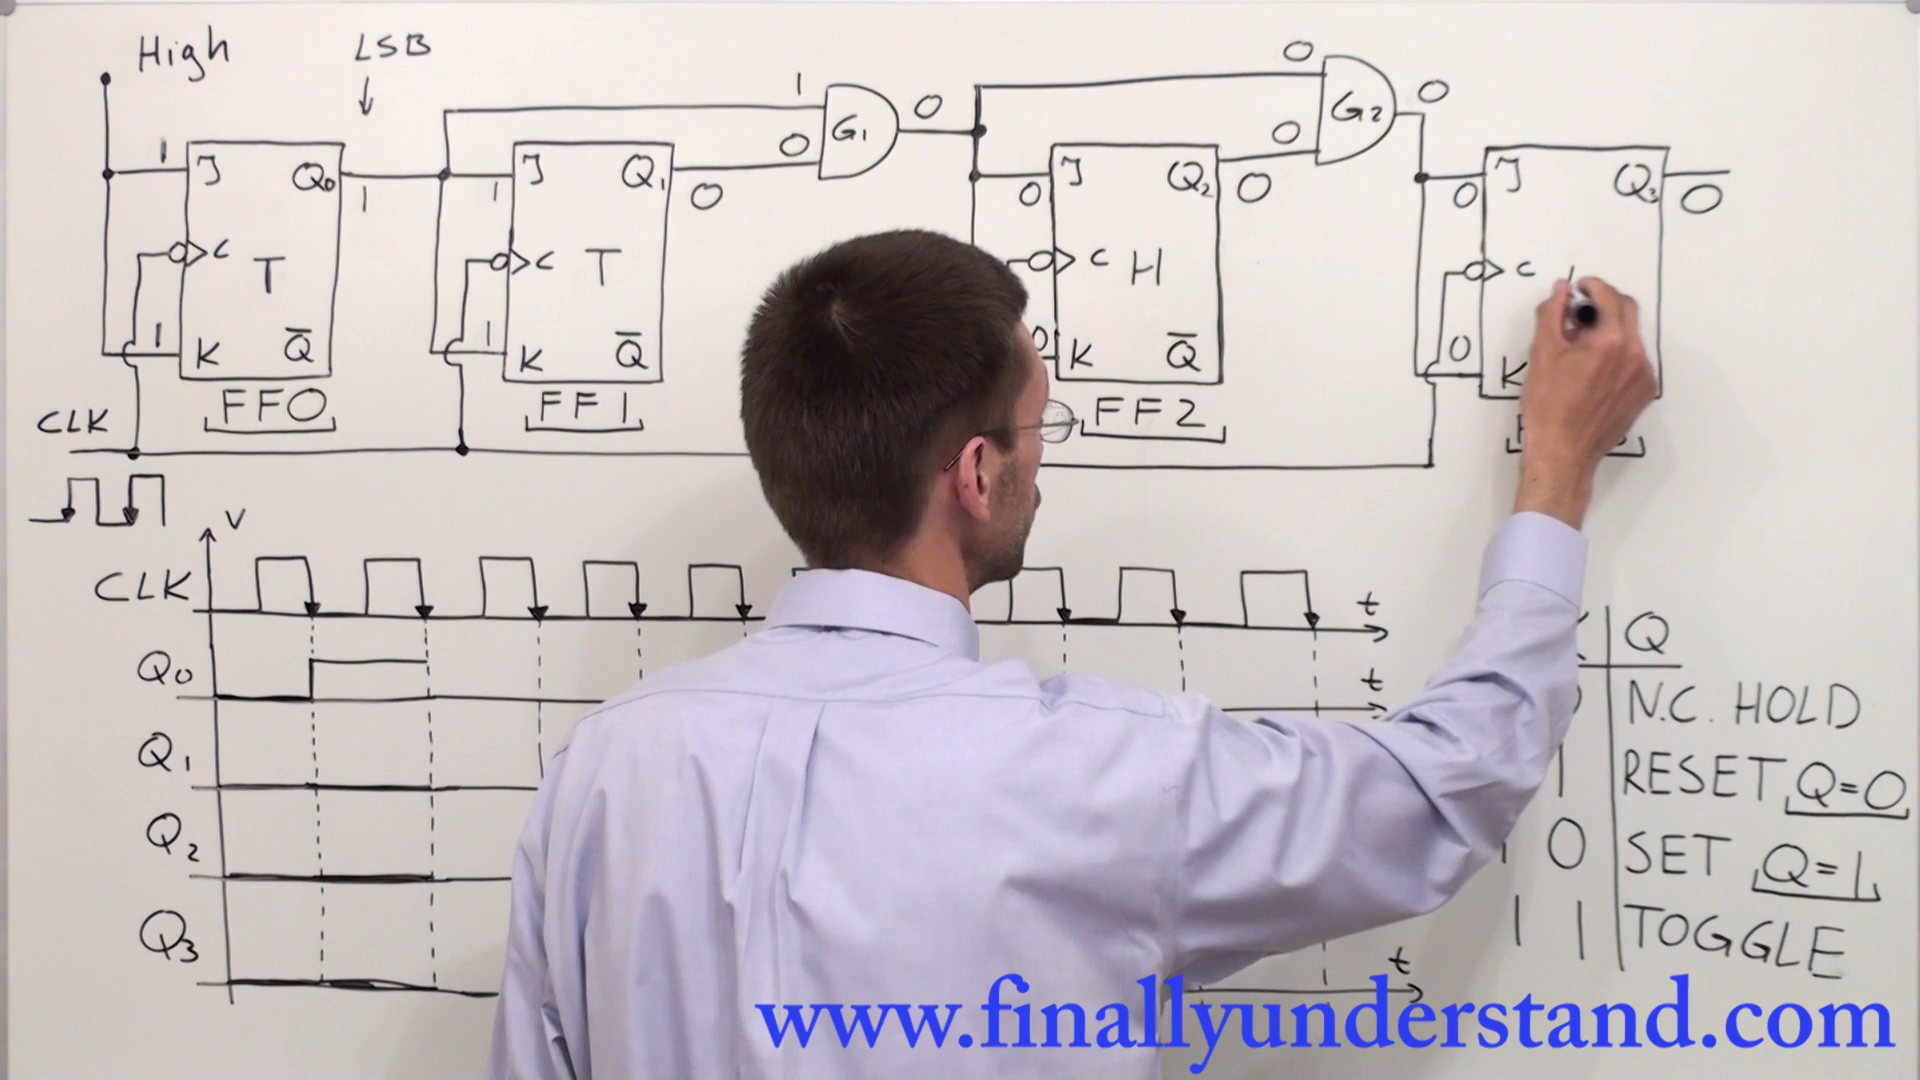 High
LSB
1 J Q0 1
C T
1 K Q̅
FF0
1 J Q1 0
C T
1 K Q̅
FF1
1
0
G1 0
0 J Q2 0
C H
0 K Q̅
FF2
0
0
G2 0
0 J Q3 0
C
0 K
CLK
V
CLK
t
Q0
t
Q1
Q2
Q3
t
Q
N.C. HOLD
1 RESET Q=0
1 0 SET Q=1
1 1 TOGGLE
www.finallyunderstand.com